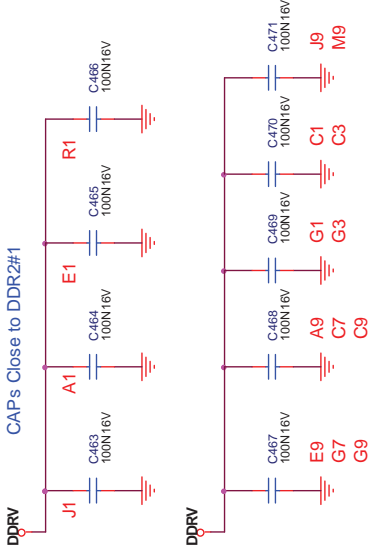 CAPs Close to DDR2#1
DDRV
J1
A1
E1
R1
C463
100N16V
C464
100N16V
C465
100N16V
C466
100N16V
DDRV
C467
100N16V
C468
100N16V
C469
100N16V
C470
100N16V
C471
100N16V
E9
G7
G9
A9
C7
C9
G1
G3
C1
C3
J9
M9